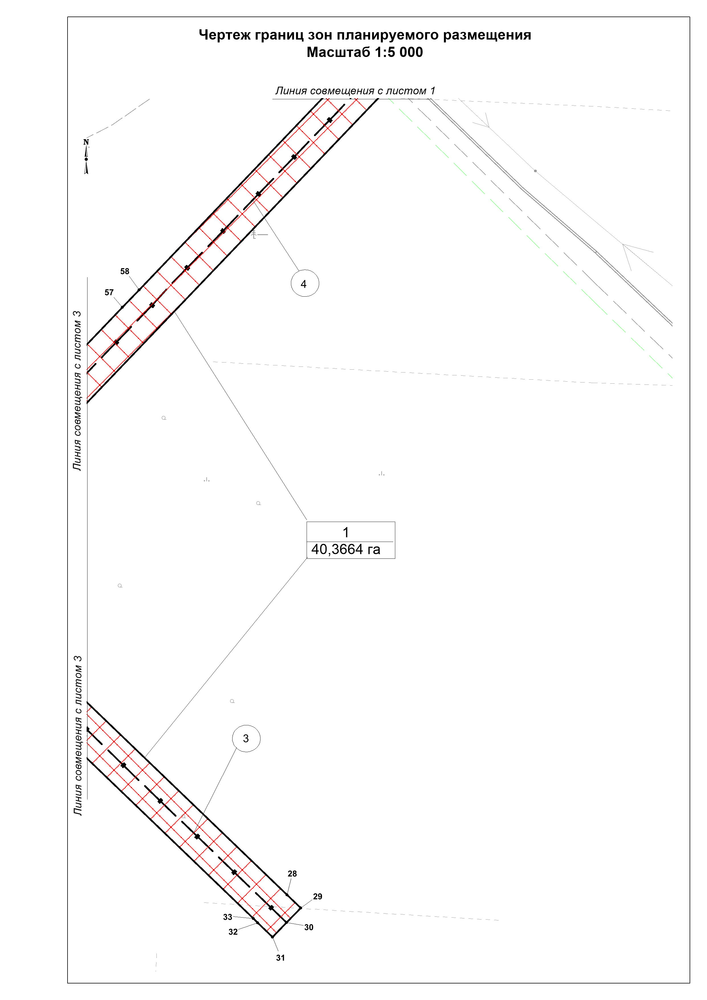 Чертеж границ зон планируемого размещения
Масштаб 1:5 000
Линия совмещения с листом 1
N
58
57
4
Линия совмещения с листом 3
1
40,3664 га
Линия совмещения с листом 3
3
28
29
33
30
32
31